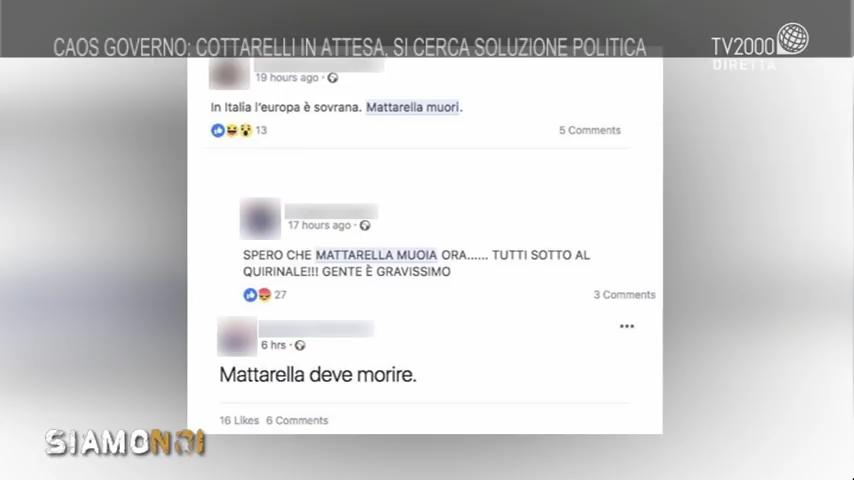 CAOS GOVERNO: COTTARELLI IN ATTESA, SI CERCA SOLUZIONE POLITICA
TV2000
DIRETTA
19 hours ago ·
In Italia l'europa è sovrana. Mattarella muori.
13
5 Comments
17 hours ago ·
SPERO CHE MATTARELLA MUOIA ORA...... TUTTI SOTTO AL
QUIRINALE!!! GENTE È GRAVISSIMO
27
3 Comments
6 hrs ·
Mattarella deve morire.
16 Likes 6 Comments
SIAMONOI